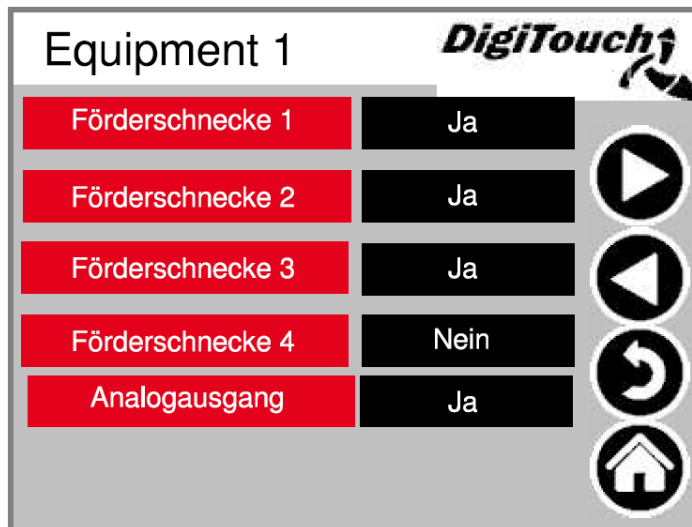 Equipment 1
DigiTouch
Förderschnecke 1 Ja
Förderschnecke 2 Ja
Förderschnecke 3 Ja
Förderschnecke 4 Nein
Analogausgang Ja